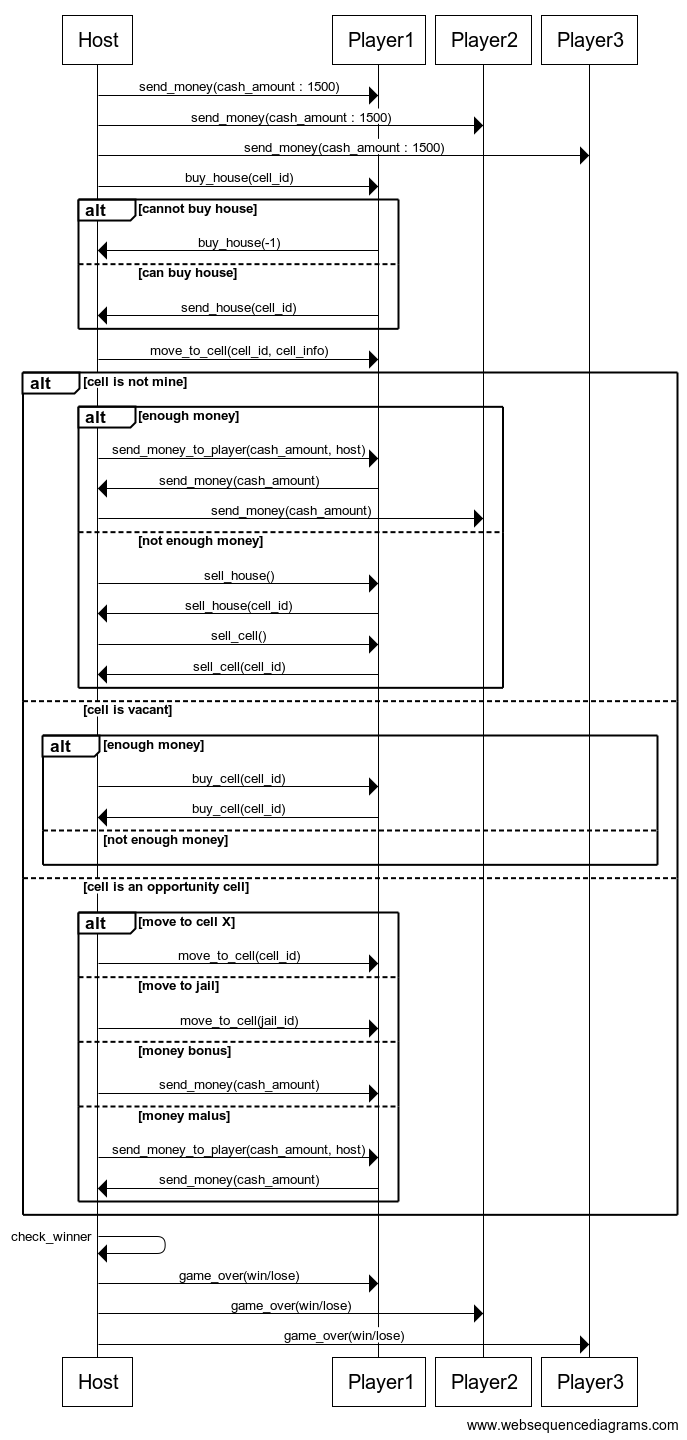 Host Player1 Player2 Player3
send_money(cash_amount : 1500)
send_money(cash_amount : 1500)
send_money(cash_amount : 1500)
buy_house(cell_id)
alt [cannot buy house]
buy_house(-1)
[can buy house]
send_house(cell_id)
move_to_cell(cell_id, cell_info)
alt [cell is not mine]
alt [enough money]
send_money_to_player(cash_amount, host)
send_money(cash_amount)
send_money(cash_amount)
[not enough money]
sell_house()
sell_house(cell_id)
sell_cell()
sell_cell(cell_id)
[cell is vacant]
alt [enough money]
buy_cell(cell_id)
buy_cell(cell_id)
[not enough money]
[cell is an opportunity cell]
alt [move to cell X]
move_to_cell(cell_id)
[move to jail]
move_to_cell(jail_id)
[money bonus]
send_money(cash_amount)
[money malus]
send_money_to_player(cash_amount, host)
send_money(cash_amount)
check_winner
game_over(win/lose)
game_over(win/lose)
game_over(win/lose)
Host Player1 Player2 Player3
www.websequencediagrams.com